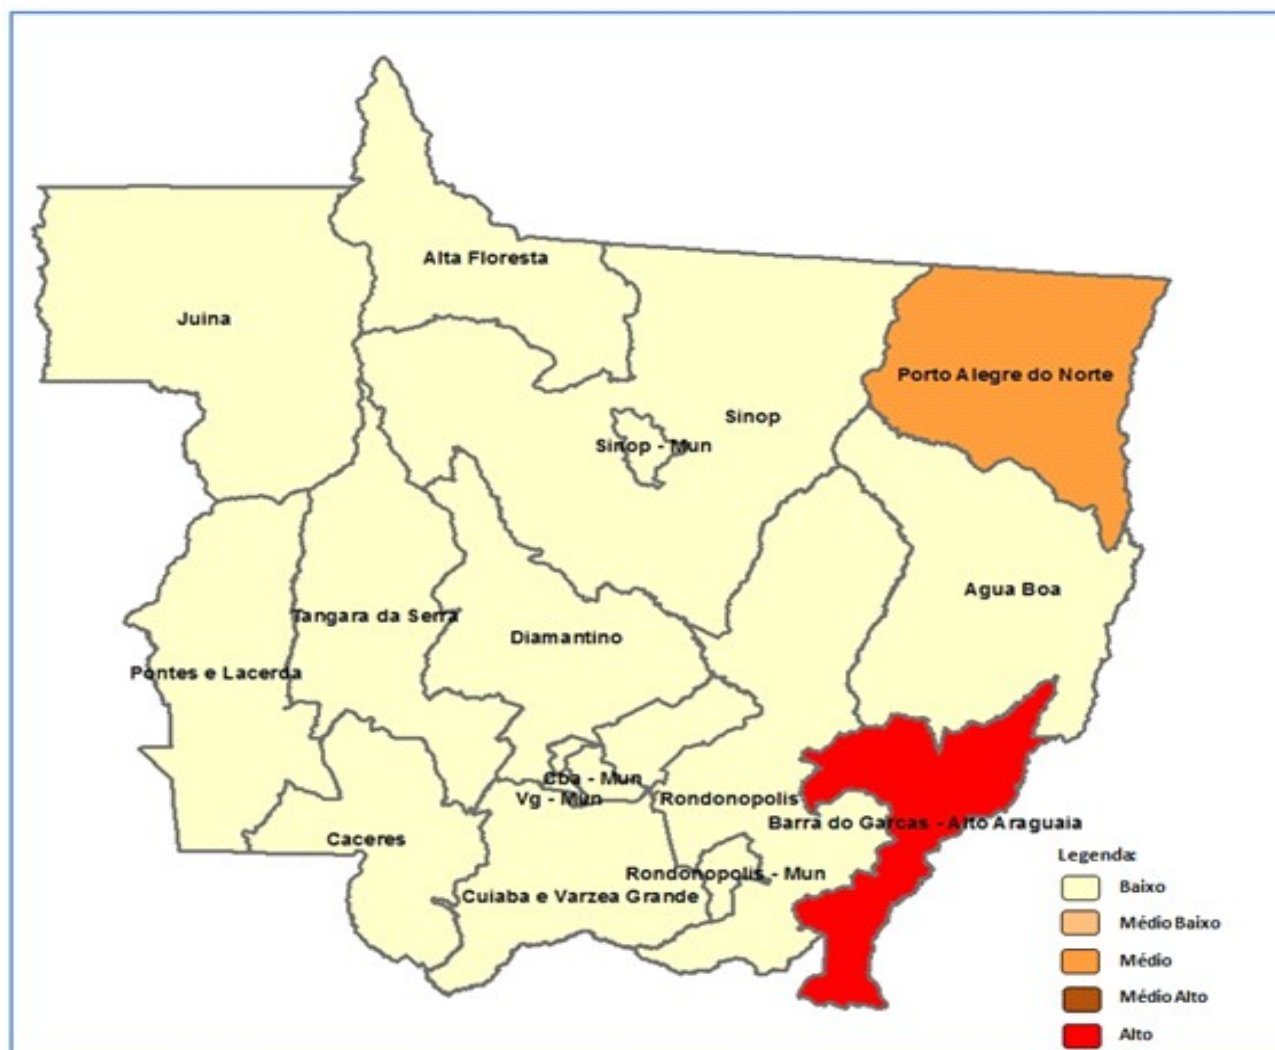 Alta Floresta
Juina
Porto Alegre do Norte
Sinop
Sinop - Mun
Agua Boa
Tangara da Serra
Diamantino
Pontes e Lacerda
Cba - Mun
Vg - Mun
Rondonopolis
Barra do Garcas - Alto Araguaia
Caceres
Rondonopolis - Mun
Cuiaba e Varzea Grande
Legenda:
Baixo
Médio Baixo
Médio
Médio Alto
Alto